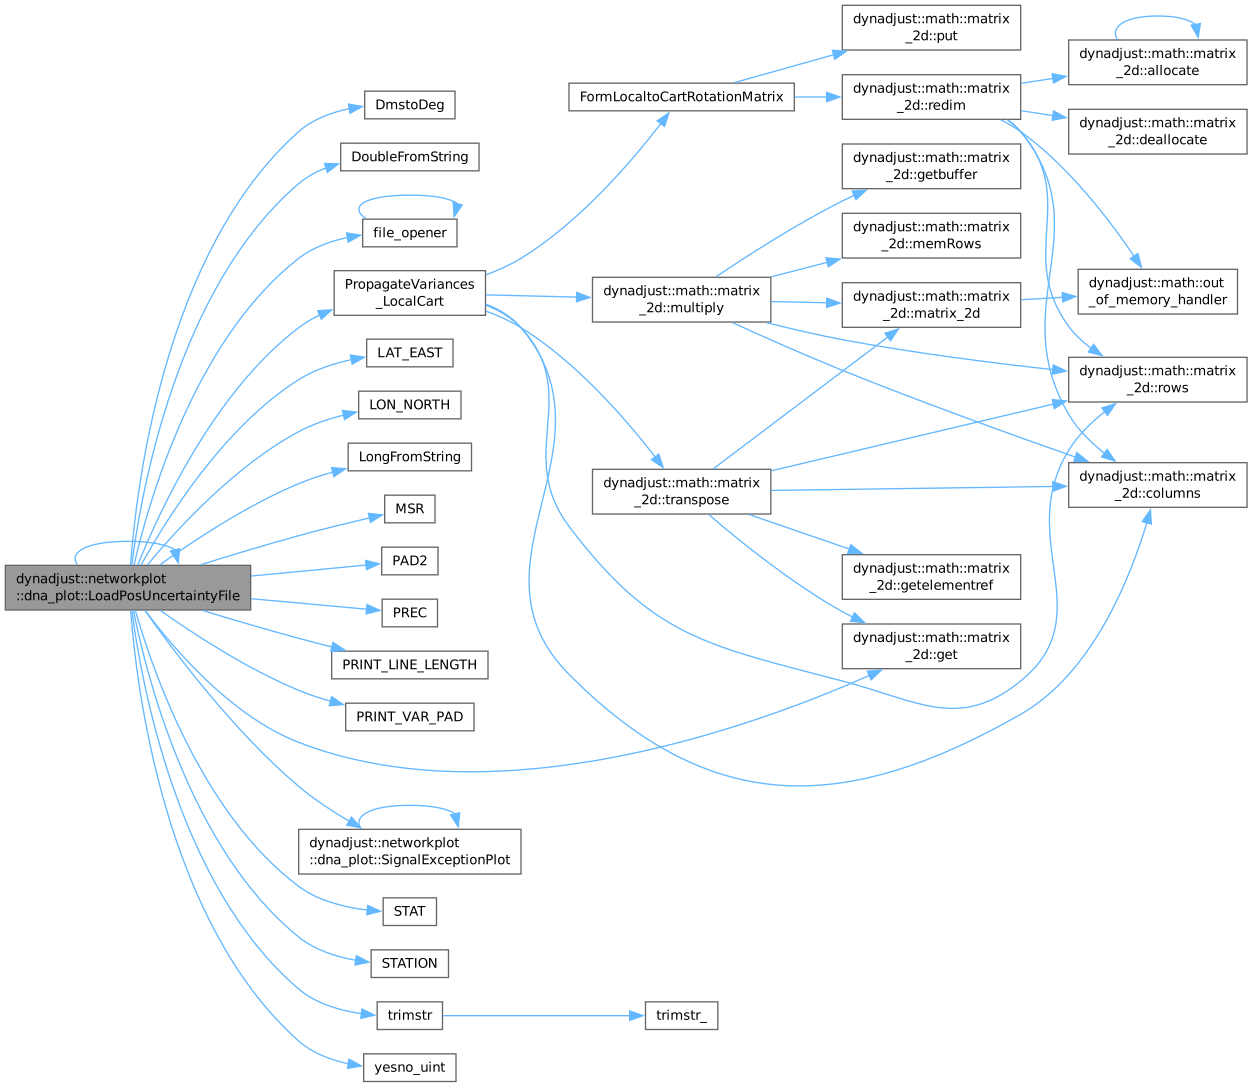 dynadjust::networkplot
::dna_plot::LoadPosUncertaintyFile
DmstoDeg
DoubleFromString
file_opener
PropagateVariances
_LocalCart
LAT_EAST
LON_NORTH
LongFromString
MSR
PAD2
PREC
PRINT_LINE_LENGTH
PRINT_VAR_PAD
dynadjust::networkplot
::dna_plot::SignalExceptionPlot
STAT
STATION
trimstr
yesno_uint
FormLocaltoCartRotationMatrix
dynadjust::math::matrix
_2d::multiply
dynadjust::math::matrix
_2d::transpose
trimstr_
dynadjust::math::matrix
_2d::put
dynadjust::math::matrix
_2d::redim
dynadjust::math::matrix
_2d::getbuffer
dynadjust::math::matrix
_2d::memRows
dynadjust::math::matrix
_2d::matrix_2d
dynadjust::math::matrix
_2d::getelementref
dynadjust::math::matrix
_2d::get
dynadjust::math::matrix
_2d::allocate
dynadjust::math::matrix
_2d::deallocate
dynadjust::math::out
_of_memory_handler
dynadjust::math::matrix
_2d::rows
dynadjust::math::matrix
_2d::columns